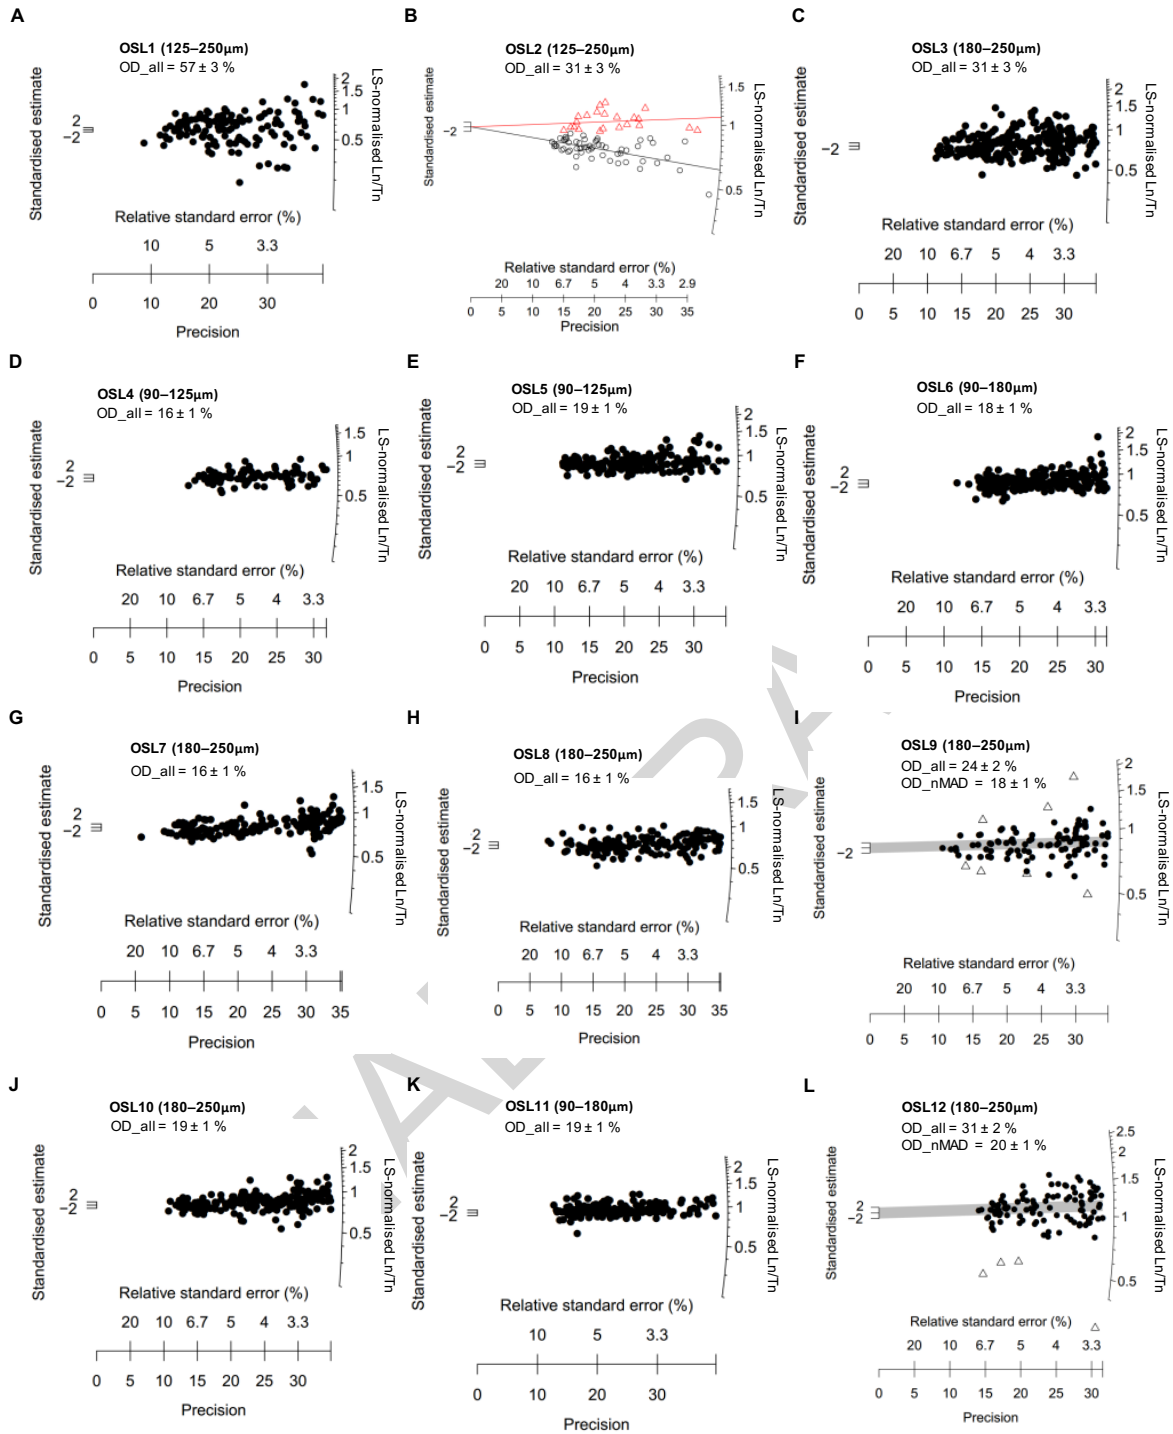 A
OSL1 (125–250µm)
OD_all = 57 ± 3 %
Standardised estimate
2
-2
2
1
0.5
LS-normalised Ln/Tn
Relative standard error (%)
10 5 3.3
0 10 20 30
Precision
B
OSL2 (125–250µm)
OD_all = 31 ± 3 %
Standardised estimate
-2
1.5
1
0.5
LS-normalised Ln/Tn
Relative standard error (%)
20 10 6.7 5 4 3.3 2.9
0 5 10 15 20 25 30 35
Precision
C
OSL3 (180–250µm)
OD_all = 31 ± 3 %
Standardised estimate
-2
2
1.5
1
0.5
LS-normalised Ln/Tn
Relative standard error (%)
20 10 6.7 5 4 3.3
0 5 10 15 20 25 30
Precision
D
OSL4 (90–125µm)
OD_all = 16 ± 1 %
Standardised estimate
2
-2
1.5
1
0.5
LS-normalised Ln/Tn
Relative standard error (%)
20 10 6.7 5 4 3.3
0 5 10 15 20 25 30
Precision
E
OSL5 (90–125µm)
OD_all = 19 ± 1 %
Standardised estimate
2
-2
2
1.5
1
0.5
LS-normalised Ln/Tn
Relative standard error (%)
20 10 6.7 5 4 3.3
0 5 10 15 20 25 30
Precision
F
OSL6 (90–180µm)
OD_all = 18 ± 1 %
Standardised estimate
2
-2
2
1.5
1
0.5
LS-normalised Ln/Tn
Relative standard error (%)
20 10 6.7 5 4 3.3
0 5 10 15 20 25 30
Precision
G
OSL7 (180–250µm)
OD_all = 16 ± 1 %
Standardised estimate
2
-2
1.5
1
0.5
LS-normalised Ln/Tn
Relative standard error (%)
20 10 6.7 5 4 3.3
0 5 10 15 20 25 30 35
Precision
H
OSL8 (180–250µm)
OD_all = 16 ± 1 %
Standardised estimate
2
-2
1.5
1
0.5
LS-normalised Ln/Tn
Relative standard error (%)
20 10 6.7 5 4 3.3
0 5 10 15 20 25 30 35
Precision
I
OSL9 (180–250µm)
OD_all = 24 ± 2 %
OD_nMAD = 18 ± 1 %
Standardised estimate
-2
2
1.5
1
0.5
LS-normalised Ln/Tn
Relative standard error (%)
20 10 6.7 5 4 3.3
0 5 10 15 20 25 30
Precision
J
OSL10 (180–250µm)
OD_all = 19 ± 1 %
Standardised estimate
2
-2
2
1.5
1
0.5
LS-normalised Ln/Tn
Relative standard error (%)
20 10 6.7 5 4 3.3
0 5 10 15 20 25 30
Precision
K
OSL11 (90–180µm)
OD_all = 19 ± 1 %
Standardised estimate
2
-2
2
1.5
1
0.5
LS-normalised Ln/Tn
Relative standard error (%)
10 5 3.3
0 10 20 30
Precision
L
OSL12 (180–250µm)
OD_all = 31 ± 2 %
OD_nMAD = 20 ± 1 %
Standardised estimate
2
-2
2.5
2
1.5
1
0.5
LS-normalised Ln/Tn
Relative standard error (%)
20 10 6.7 5 4 3.3
0 5 10 15 20 25 30
Precision